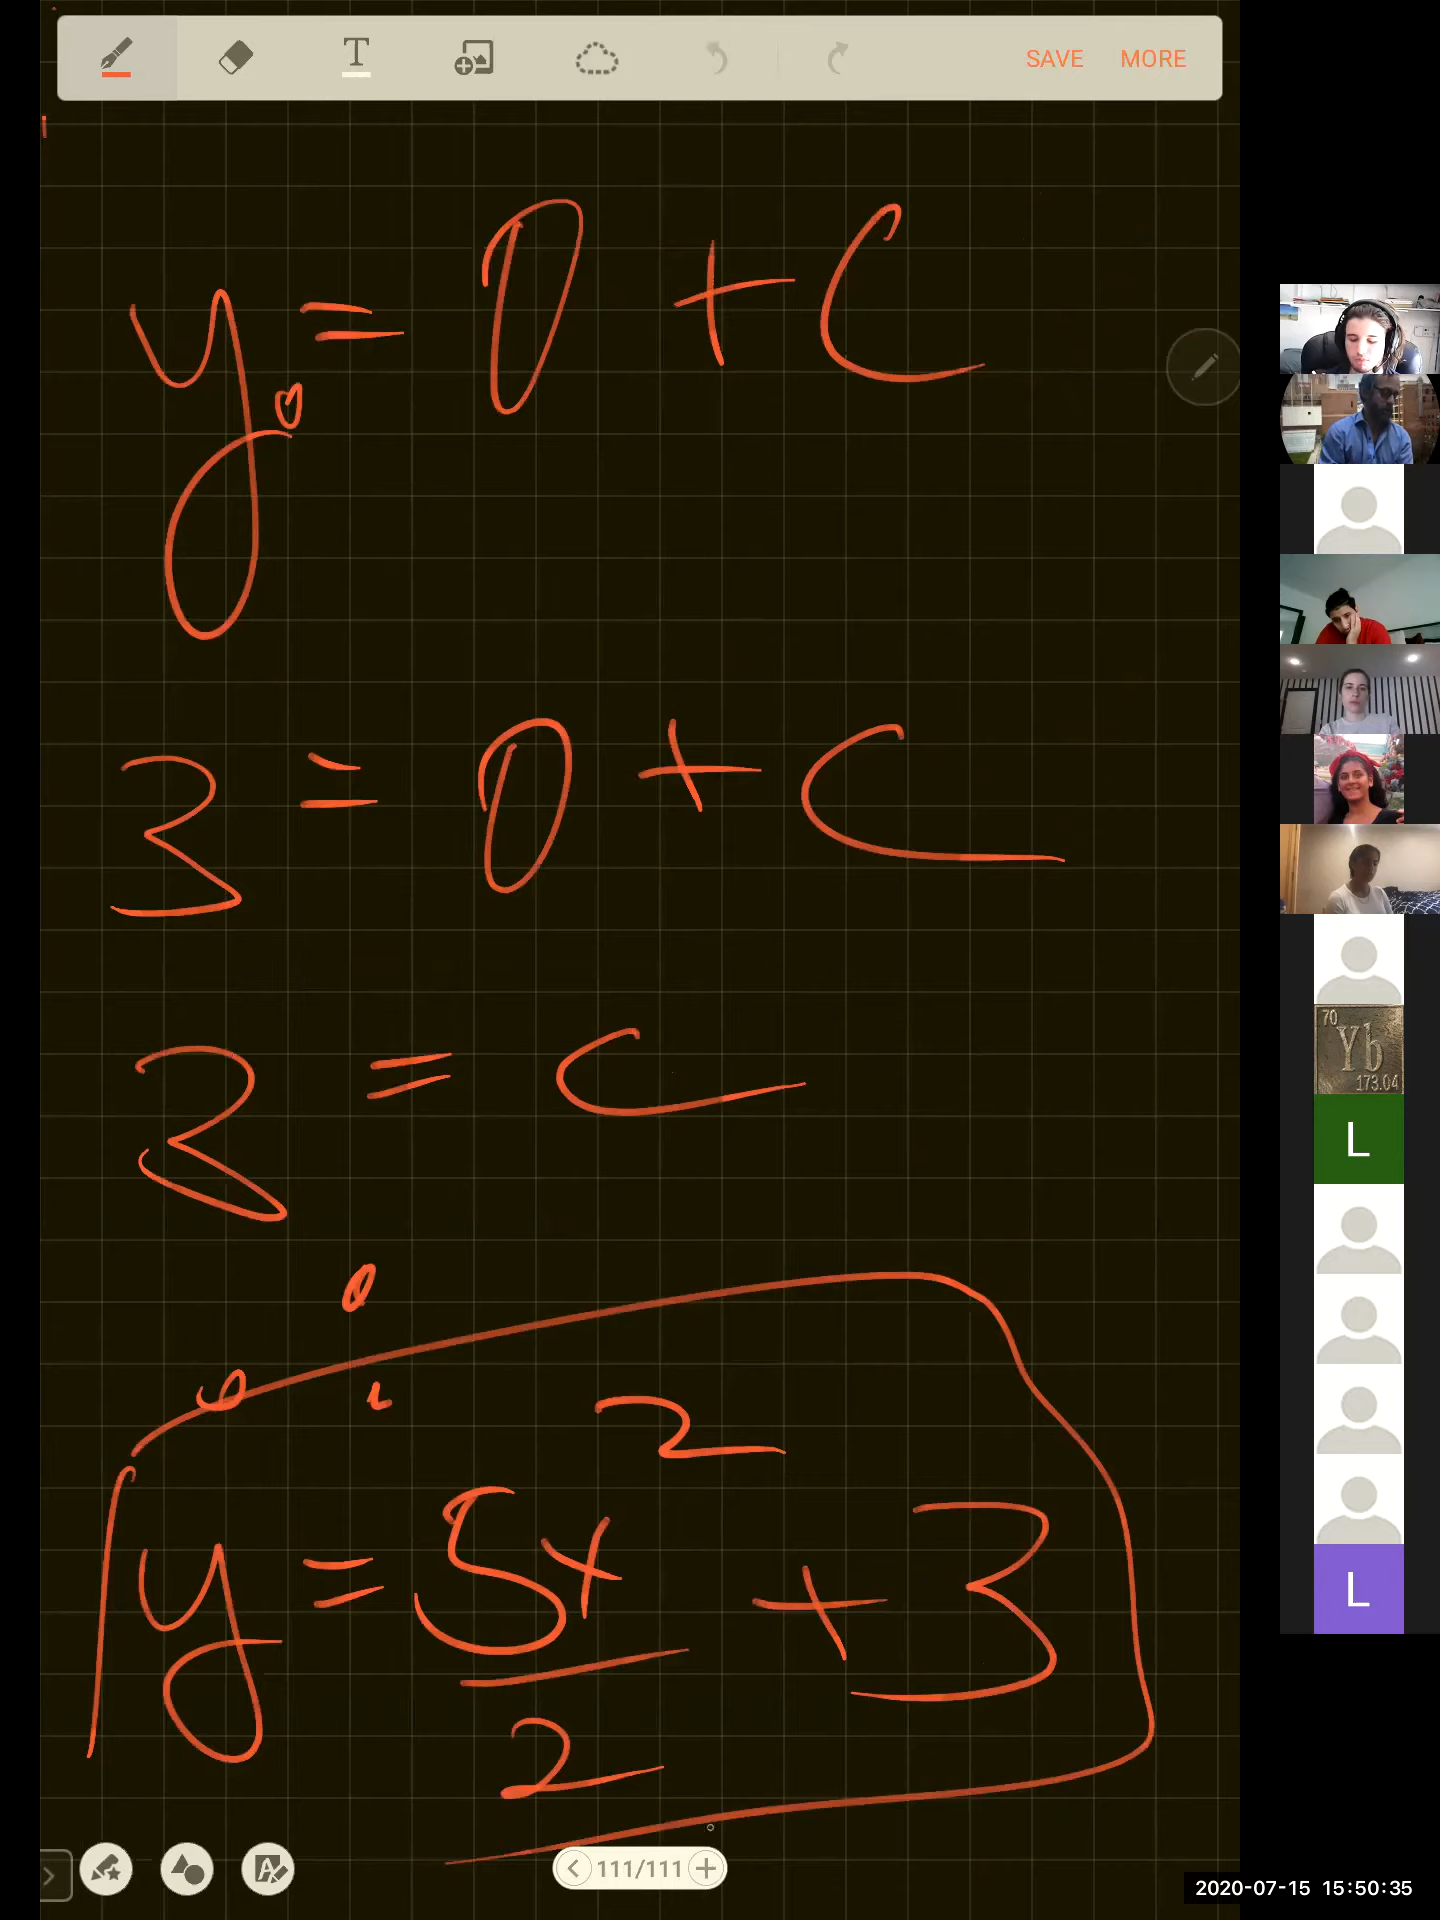 T SAVE MORE
y = 0 + C
3 = 0 + C
3 = C
y = 5x² / 2 + 3
70
Yb
173.04
L
L
111/111
2020-07-15 15:50:35